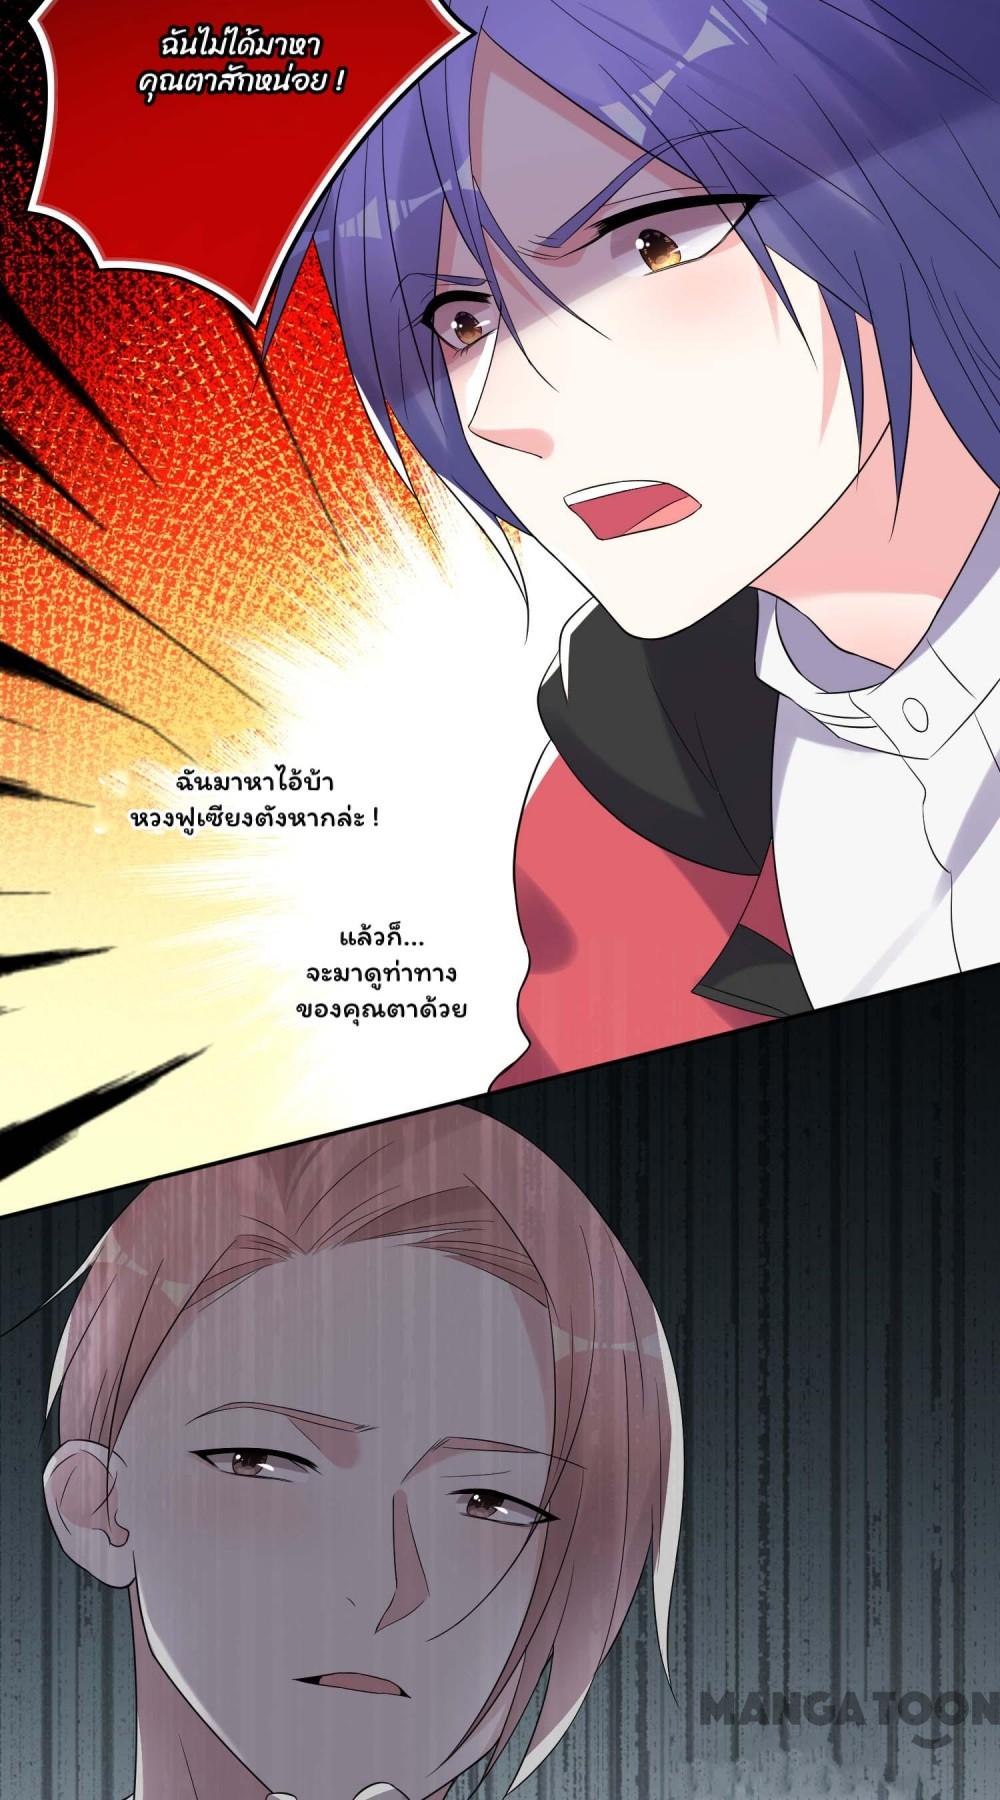 ฉันไม่ได้มาหา
คุณตาสักหน่อย !
ฉันมาหาไอ้บ้า
หวงฟูเซียงตังหากล่ะ !
แล้วก็...
จะมาดูท่าทาง
ของคุณตาด้วย
MANGATOON